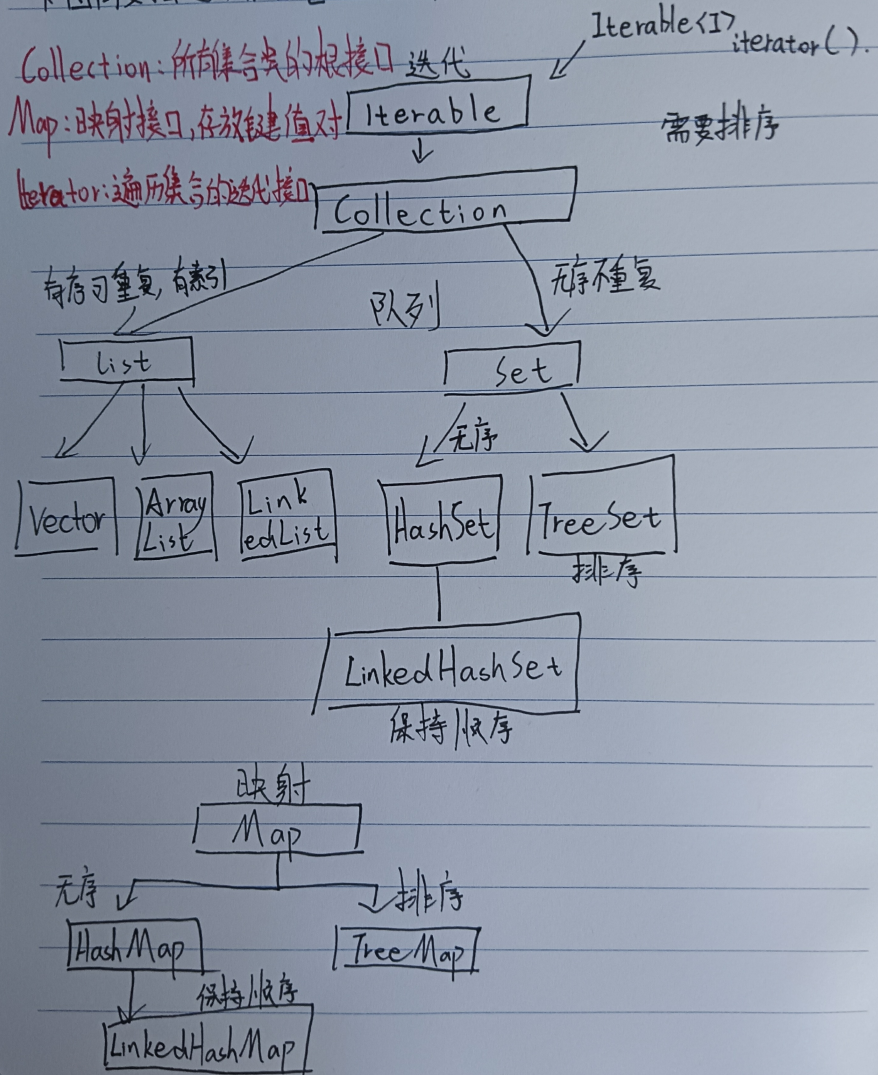 Iterable<I>
iterator().
Collection:所有集合类的根接口 迭代
Map:映射接口,存放键值对
Iterable
需要排序
Iterator:遍历集合的迭代接口
Collection
有序可重复,有索引
无序不重复
队列
List
Set
无序
Vector
Array
List
Link
edList
HashSet
TreeSet
排序
LinkedHashSet
保持顺序
映射
Map
无序
排序
HashMap
TreeMap
保持顺序
LinkedHashMap